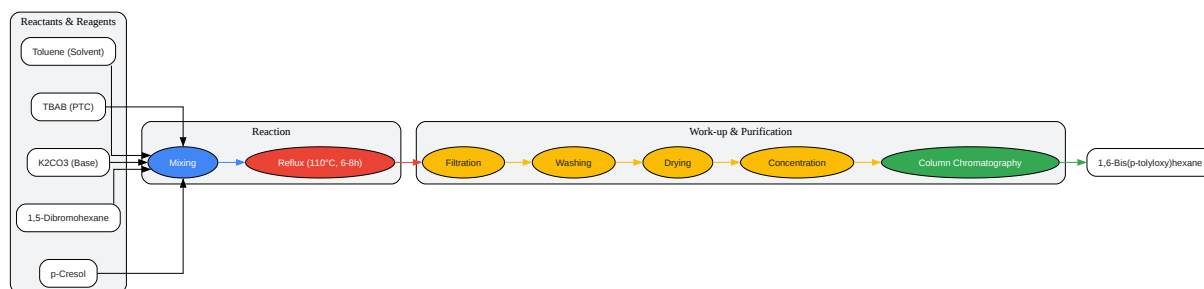 Reactants & Reagents
Toluene (Solvent)
TBAB (PTC)
K2CO3 (Base)
1,5-Dibromohexane
p-Cresol
Reaction
Mixing
Reflux (110°C, 6-8h)
Work-up & Purification
Filtration
Washing
Drying
Concentration
Column Chromatography
1,6-Bis(p-tolyloxy)hexane